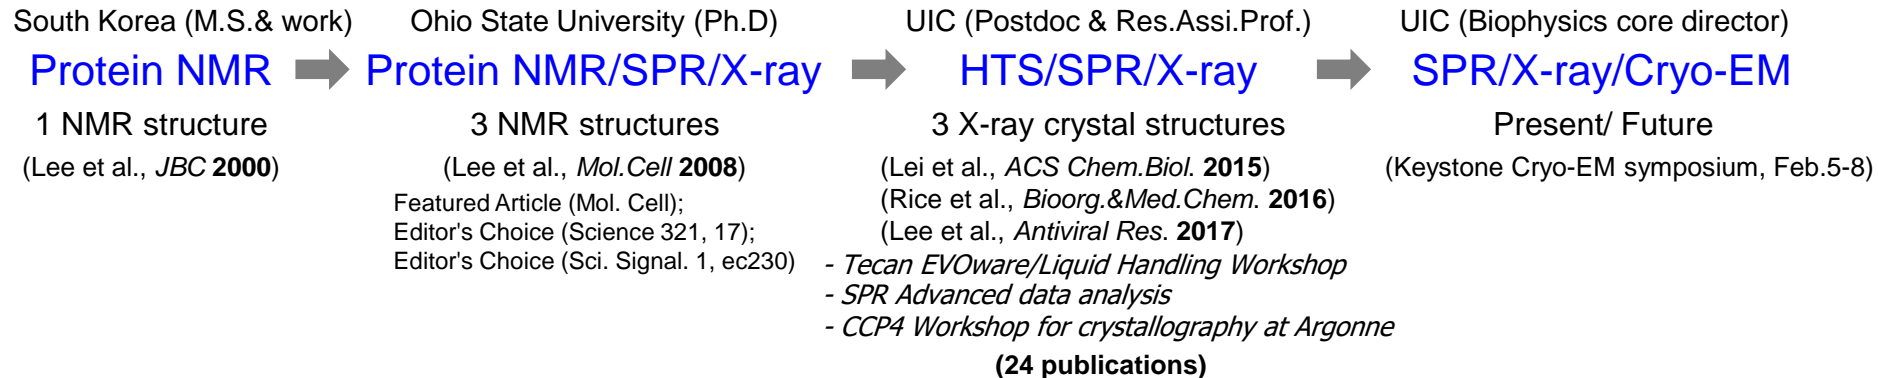 South Korea (M.S.& work)
Protein NMR
1 NMR structure
(Lee et al., JBC 2000)
Ohio State University (Ph.D)
Protein NMR/SPR/X-ray
3 NMR structures
(Lee et al., Mol.Cell 2008)
Featured Article (Mol. Cell);
Editor's Choice (Science 321, 17);
Editor's Choice (Sci. Signal. 1, ec230)
UIC (Postdoc & Res.Assi.Prof.)
HTS/SPR/X-ray
3 X-ray crystal structures
(Lei et al., ACS Chem.Biol. 2015)
(Rice et al., Bioorg.&Med.Chem. 2016)
(Lee et al., Antiviral Res. 2017)
- Tecan EVOware/Liquid Handling Workshop
- SPR Advanced data analysis
- CCP4 Workshop for crystallography at Argonne
(24 publications)
UIC (Biophysics core director)
SPR/X-ray/Cryo-EM
Present/ Future
(Keystone Cryo-EM symposium, Feb.5-8)